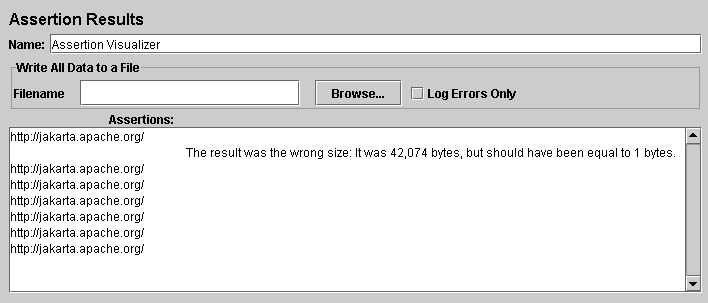 Assertion Results
Name: Assertion Visualizer
Write All Data to a File
Filename Browse... Log Errors Only
Assertions:
http://jakarta.apache.org/
The result was the wrong size: It was 42,074 bytes, but should have been equal to 1 bytes.
http://jakarta.apache.org/
http://jakarta.apache.org/
http://jakarta.apache.org/
http://jakarta.apache.org/
http://jakarta.apache.org/
http://jakarta.apache.org/